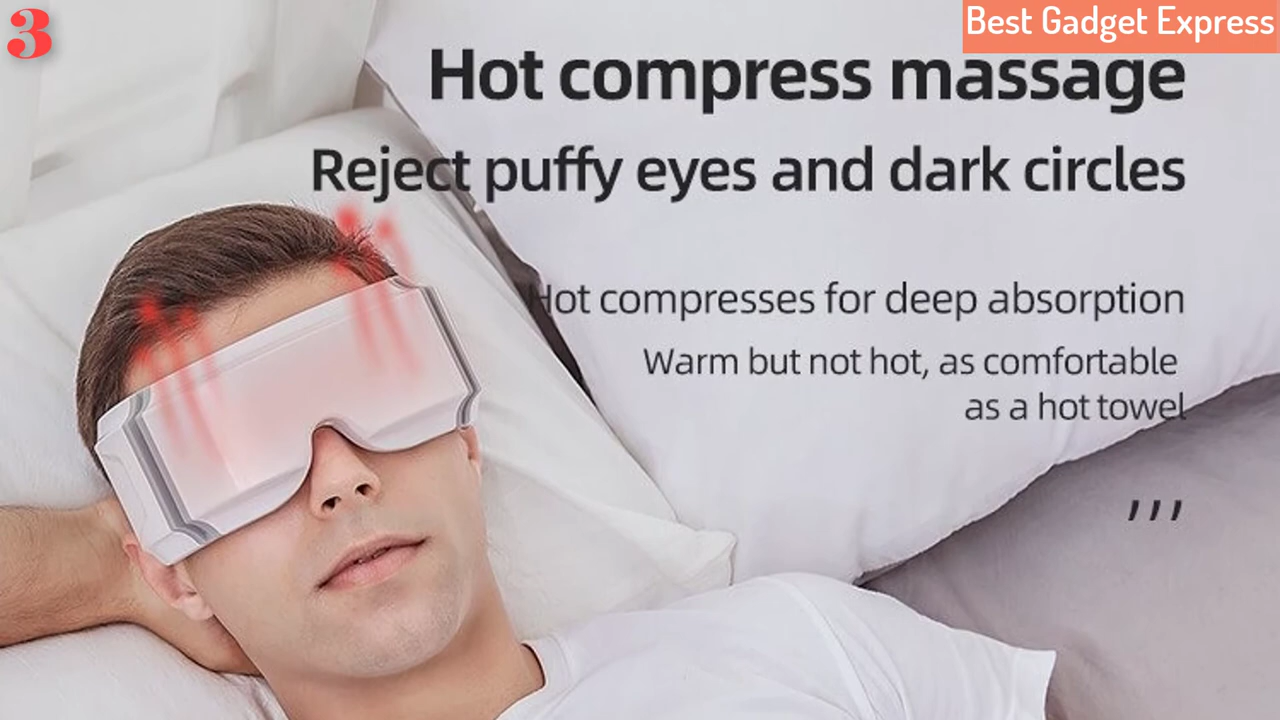 3
Best Gadget Express
Hot compress massage
Reject puffy eyes and dark circles
Hot compresses for deep absorption
Warm but not hot, as comfortable
as a hot towel
,,,